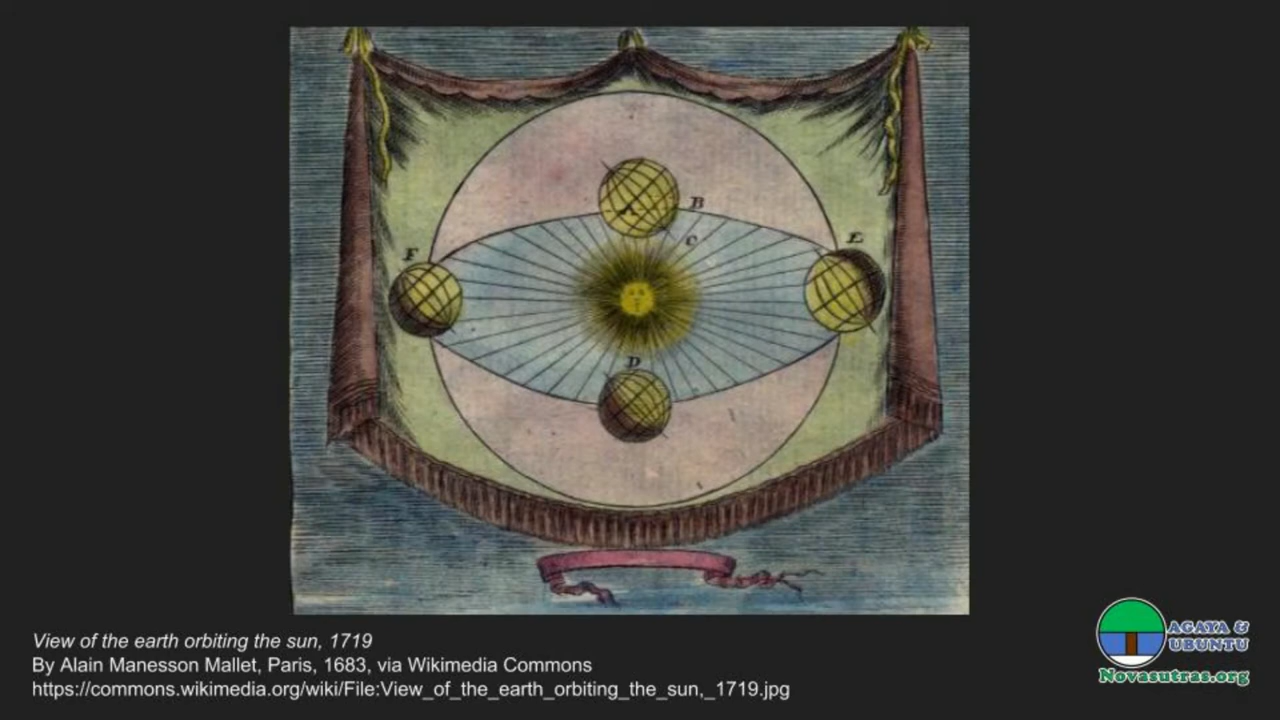 B
C
A
E
F
D
View of the earth orbiting the sun, 1719
By Alain Manesson Mallet, Paris, 1683, via Wikimedia Commons
https://commons.wikimedia.org/wiki/File:View_of_the_earth_orbiting_the_sun,_1719.jpg
AGAYA &
UBUNTU
Novasutras.org